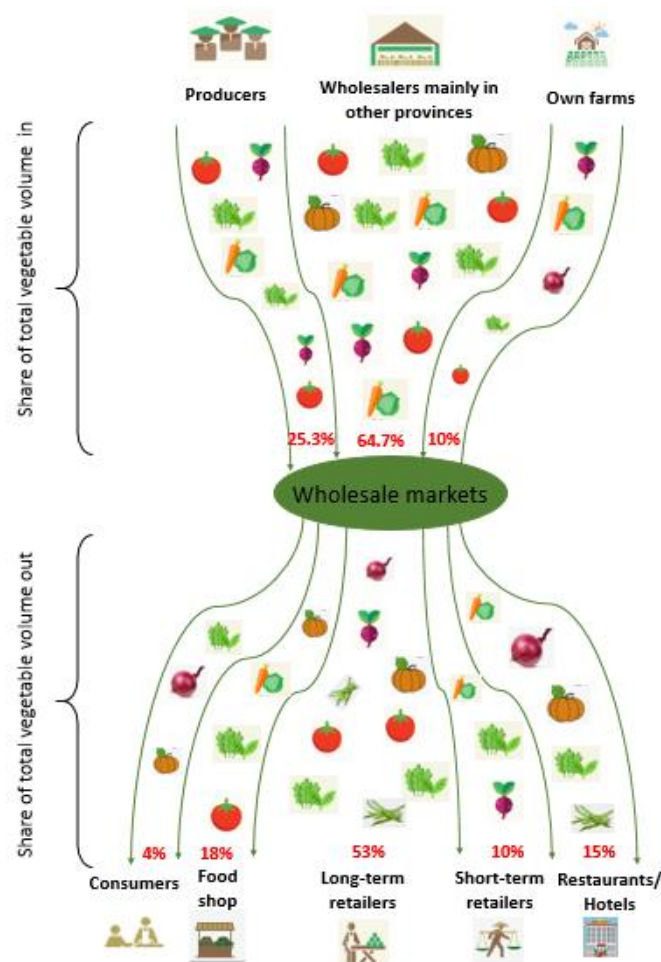 Producers
Wholesalers mainly in
other provinces
Own farms
Share of total vegetable volume in
25.3%
64.7%
10%
Wholesale markets
Share of total vegetable volume out
4%
18%
53%
10%
15%
Consumers
Food
shop
Long-term
retailers
Short-term
retailers
Restaurants/
Hotels